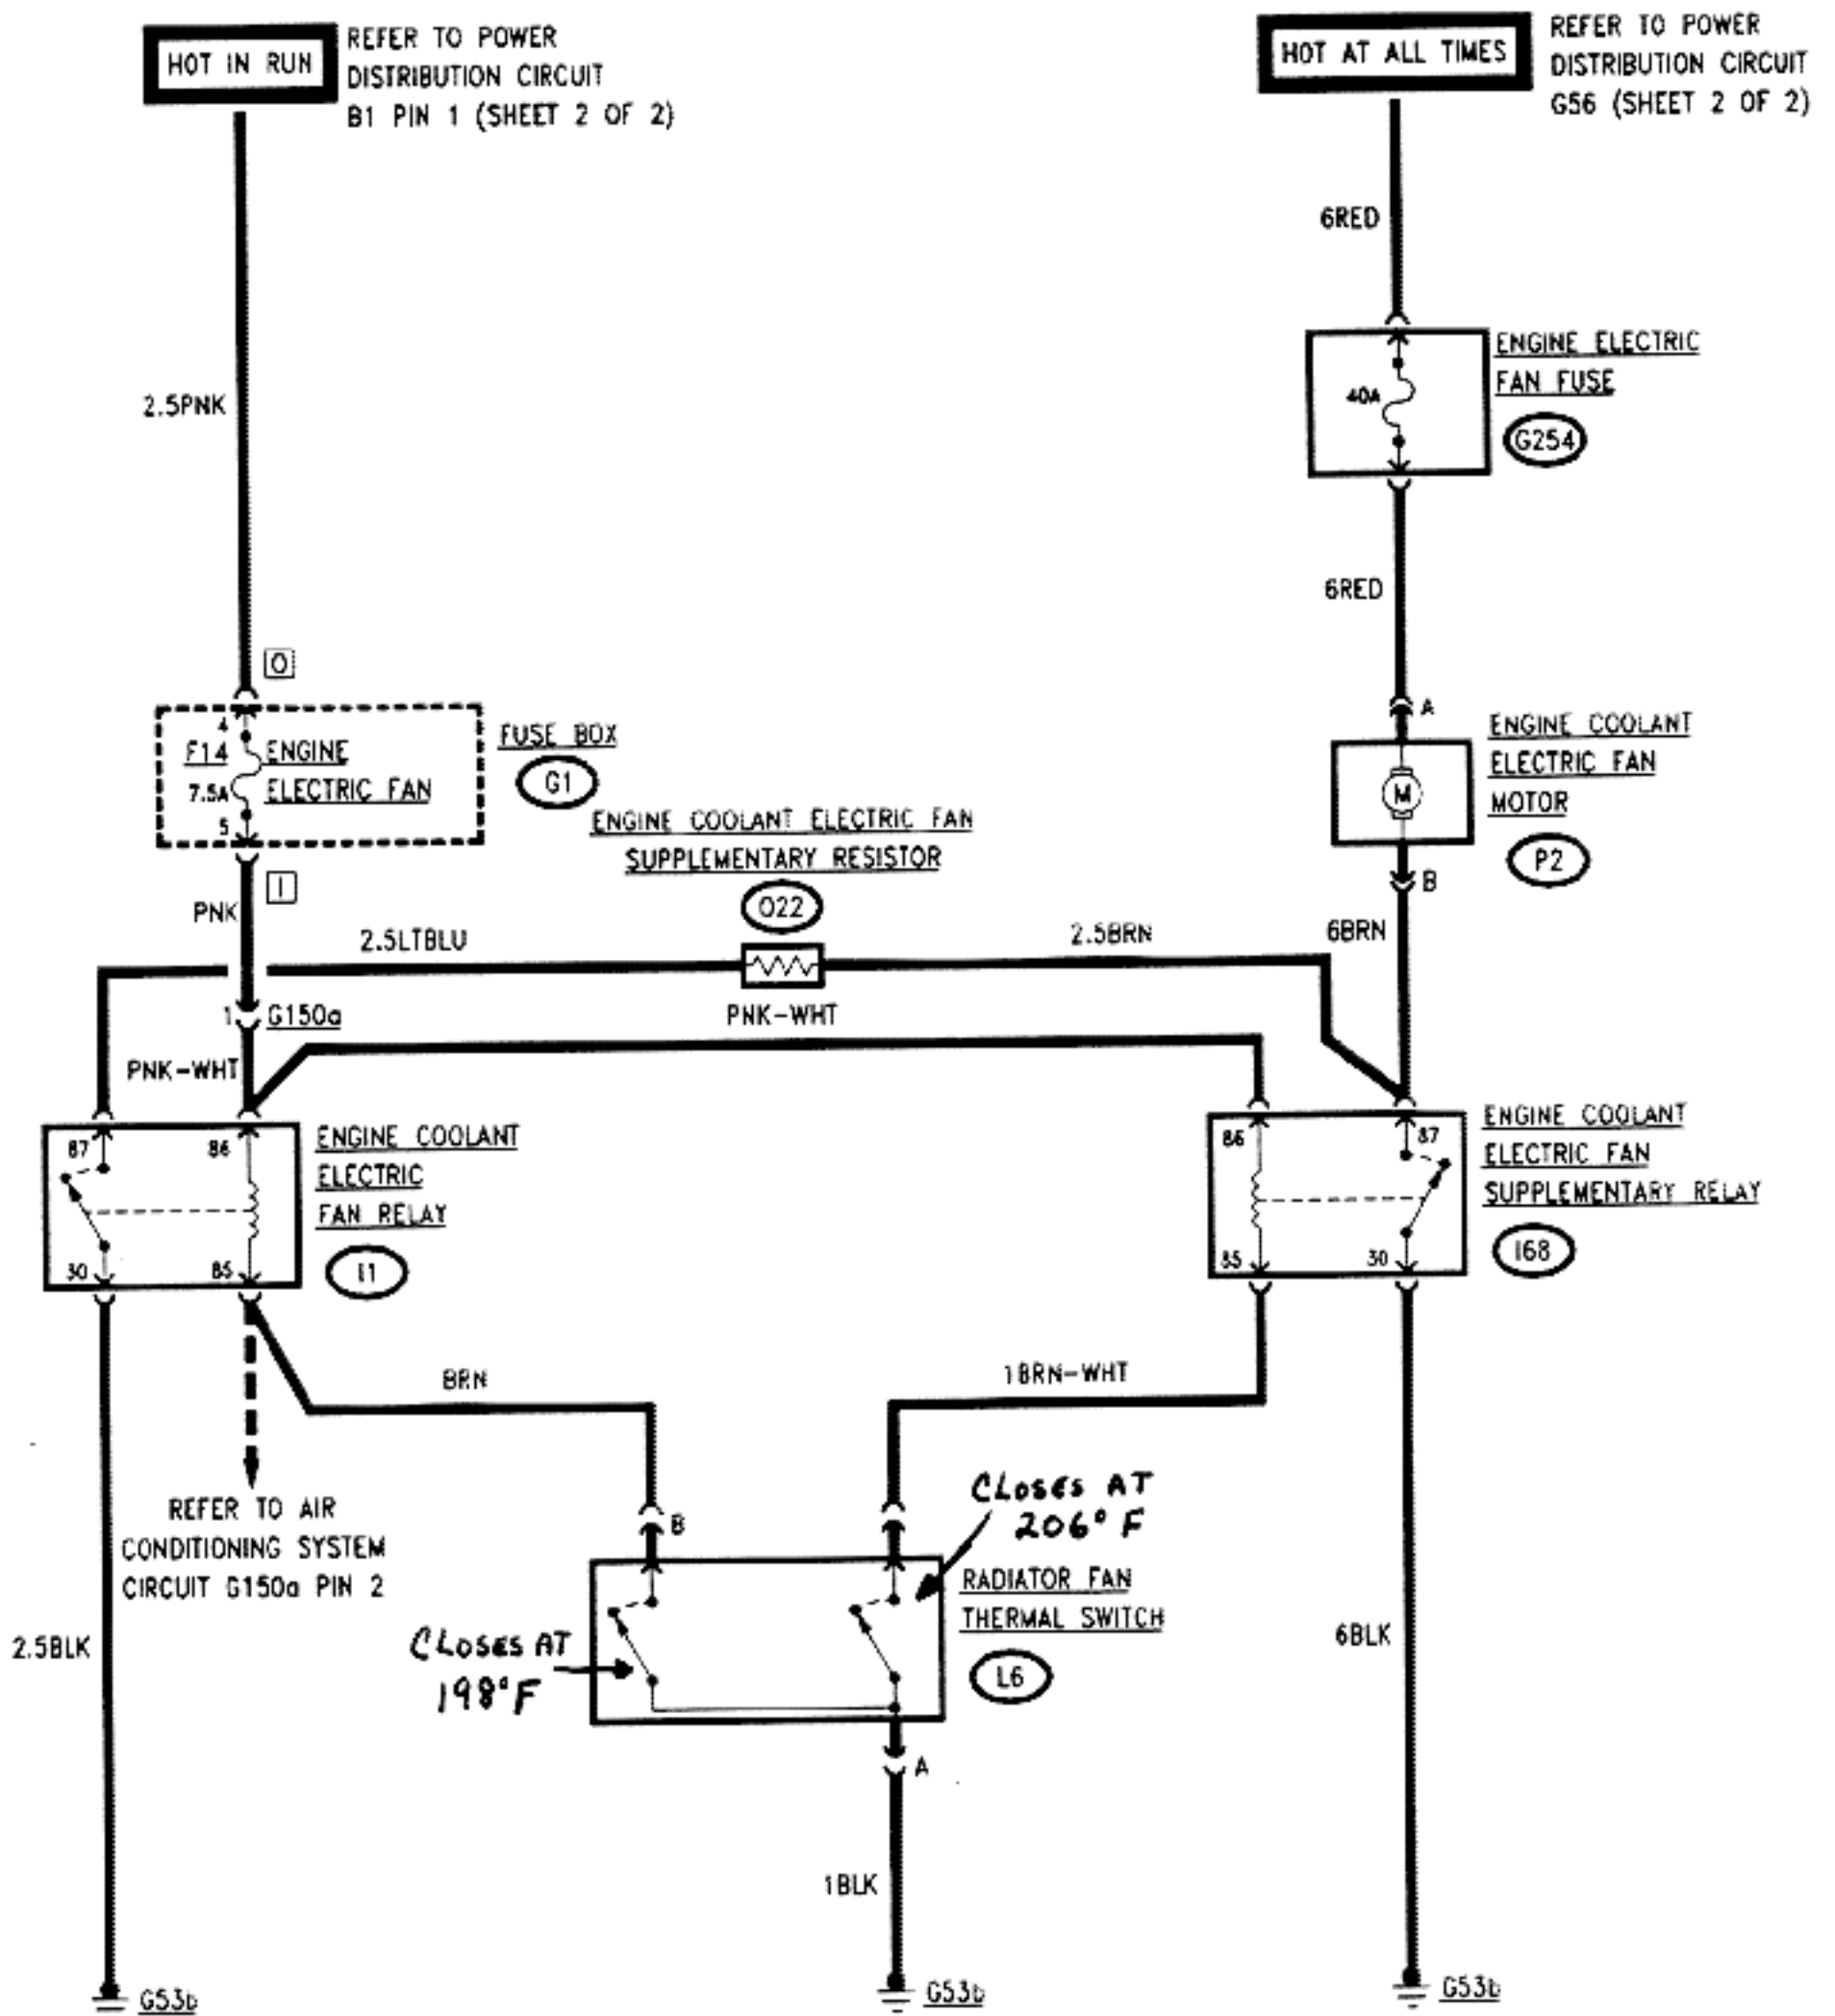 HOT IN RUN
REFER TO POWER
DISTRIBUTION CIRCUIT
B1 PIN 1 (SHEET 2 OF 2)
HOT AT ALL TIMES
REFER TO POWER
DISTRIBUTION CIRCUIT
G56 (SHEET 2 OF 2)
6RED
2.5PNK
ENGINE ELECTRIC
FAN FUSE
40A
G254
6RED
O
4
F14 ENGINE
7.5A ELECTRIC FAN
5
FUSE BOX
G1
A
ENGINE COOLANT
ELECTRIC FAN
MOTOR
M
P2
B
I
PNK
ENGINE COOLANT ELECTRIC FAN
SUPPLEMENTARY RESISTOR
O22
2.5LTBLU
2.5BRN
6BRN
1 G150a
PNK-WHT
PNK-WHT
87
86
30
85
ENGINE COOLANT
ELECTRIC
FAN RELAY
I1
86
87
85
30
ENGINE COOLANT
ELECTRIC FAN
SUPPLEMENTARY RELAY
I68
BRN
1BRN-WHT
REFER TO AIR
CONDITIONING SYSTEM
CIRCUIT G150a PIN 2
B
CLOSES AT
206° F
RADIATOR FAN
THERMAL SWITCH
L6
CLOSES AT
198°F
2.5BLK
6BLK
A
1BLK
G53b
G53b
G53b